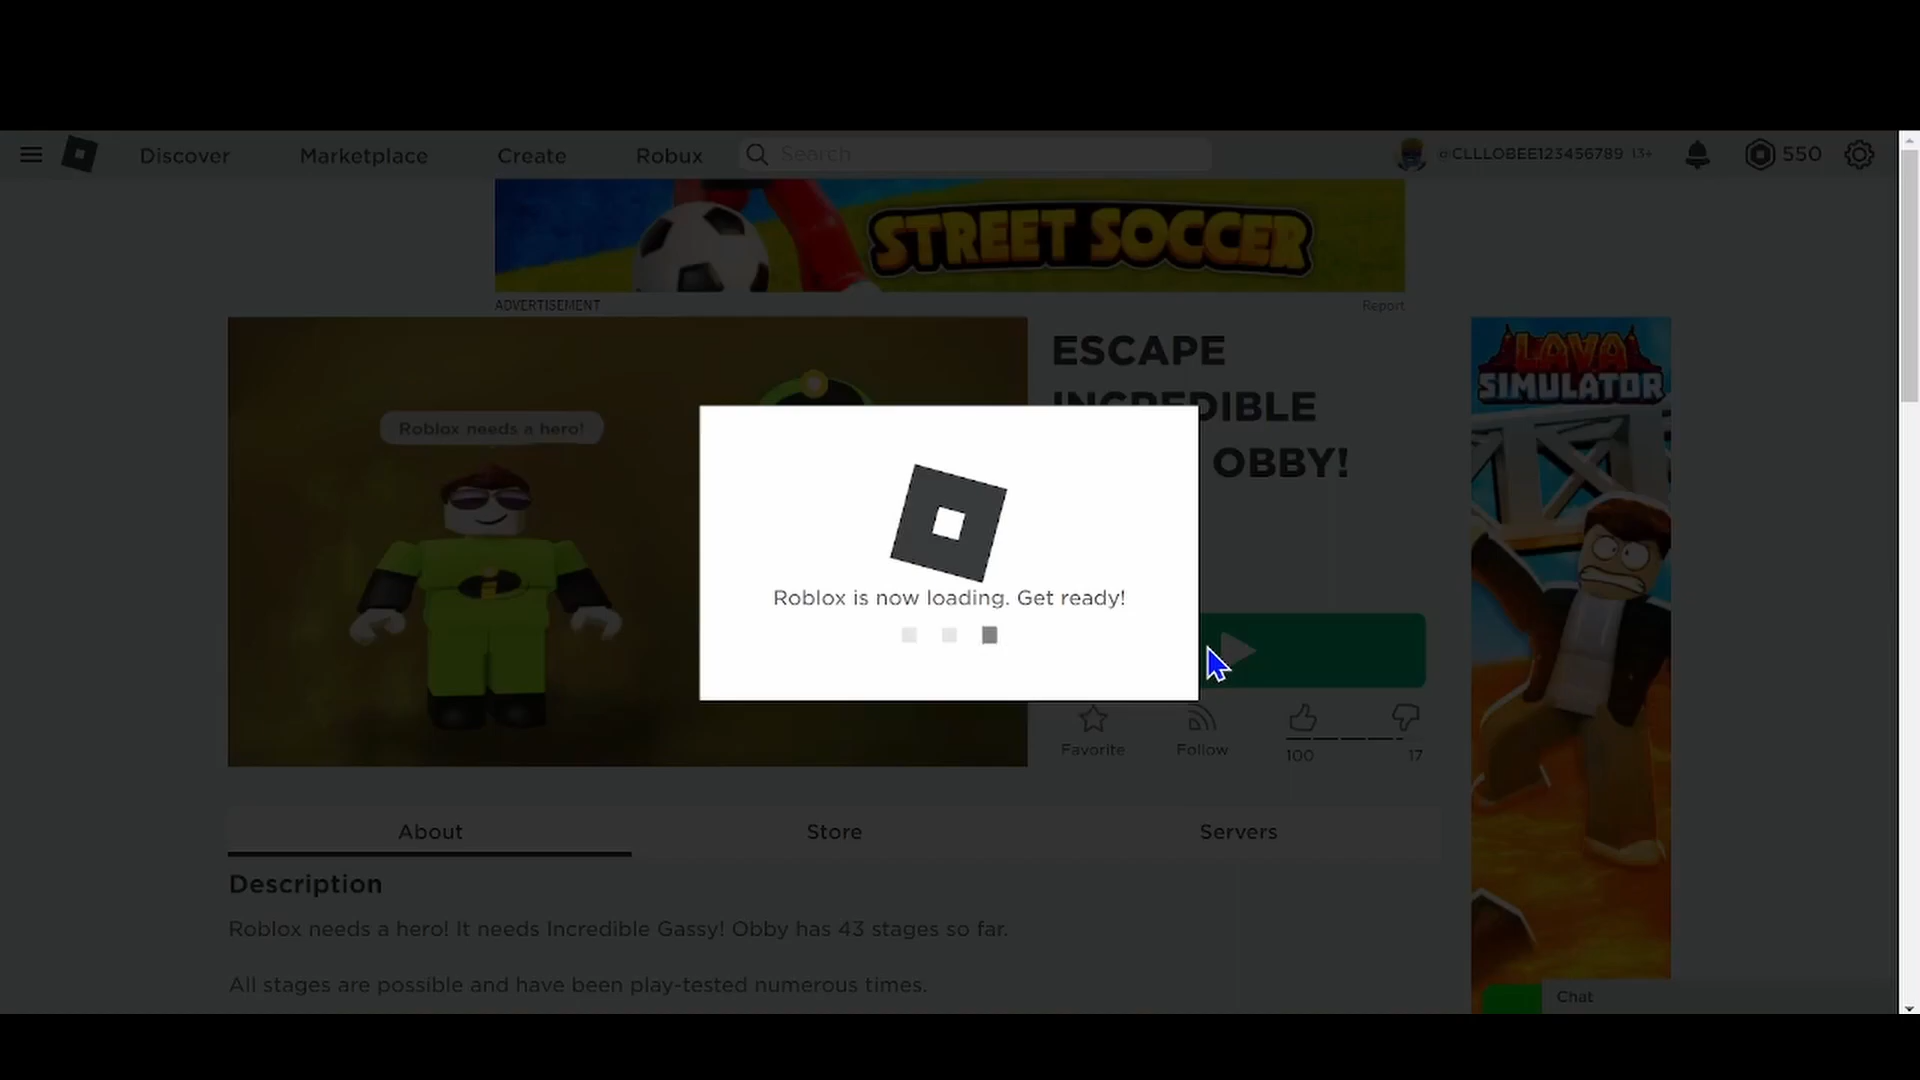 Discover Marketplace Create Robux Search @CLLLOBEE123456789 13+ 550
STREET SOCCER
ADVERTISEMENT Report
ESCAPE
INCREDIBLE
OBBY!
LAVA
SIMULATOR
Roblox needs a hero!
Roblox is now loading. Get ready!
Favorite Follow 100 17
About Store Servers
Description
Roblox needs a hero! It needs Incredible Gassy! Obby has 43 stages so far.
All stages are possible and have been play-tested numerous times.
Chat